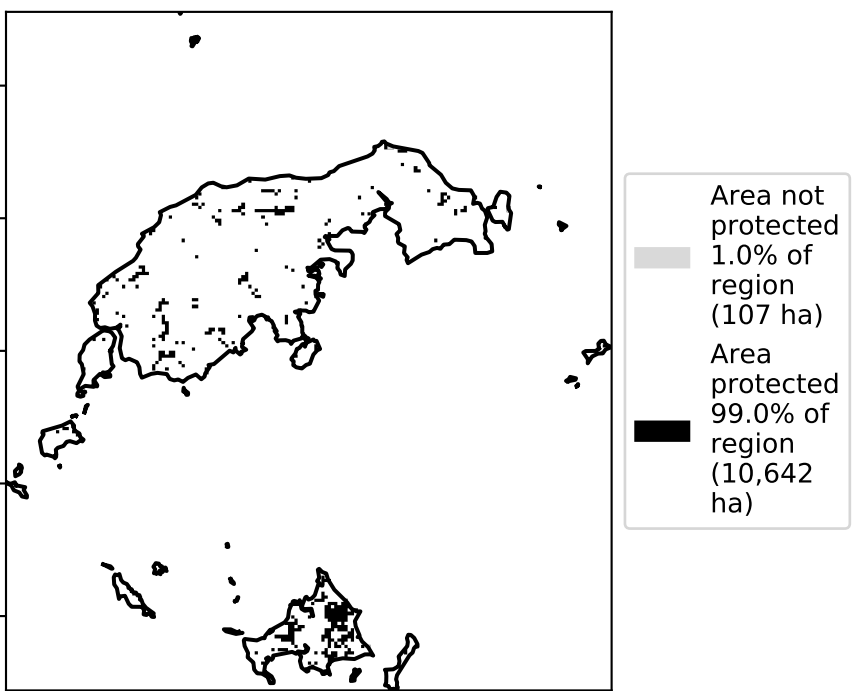 Area not
protected
1.0% of
region
(107 ha)
Area
protected
99.0% of
region
(10,642
ha)